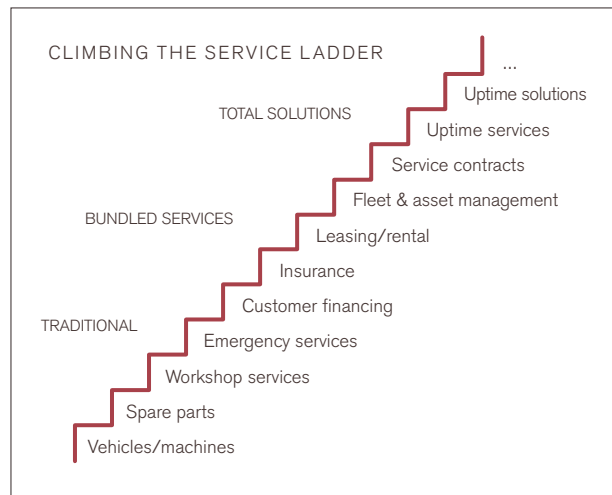 CLIMBING THE SERVICE LADDER
...
Uptime solutions
TOTAL SOLUTIONS
Uptime services
Service contracts
Fleet & asset management
BUNDLED SERVICES
Leasing/rental
Insurance
Customer financing
TRADITIONAL
Emergency services
Workshop services
Spare parts
Vehicles/machines